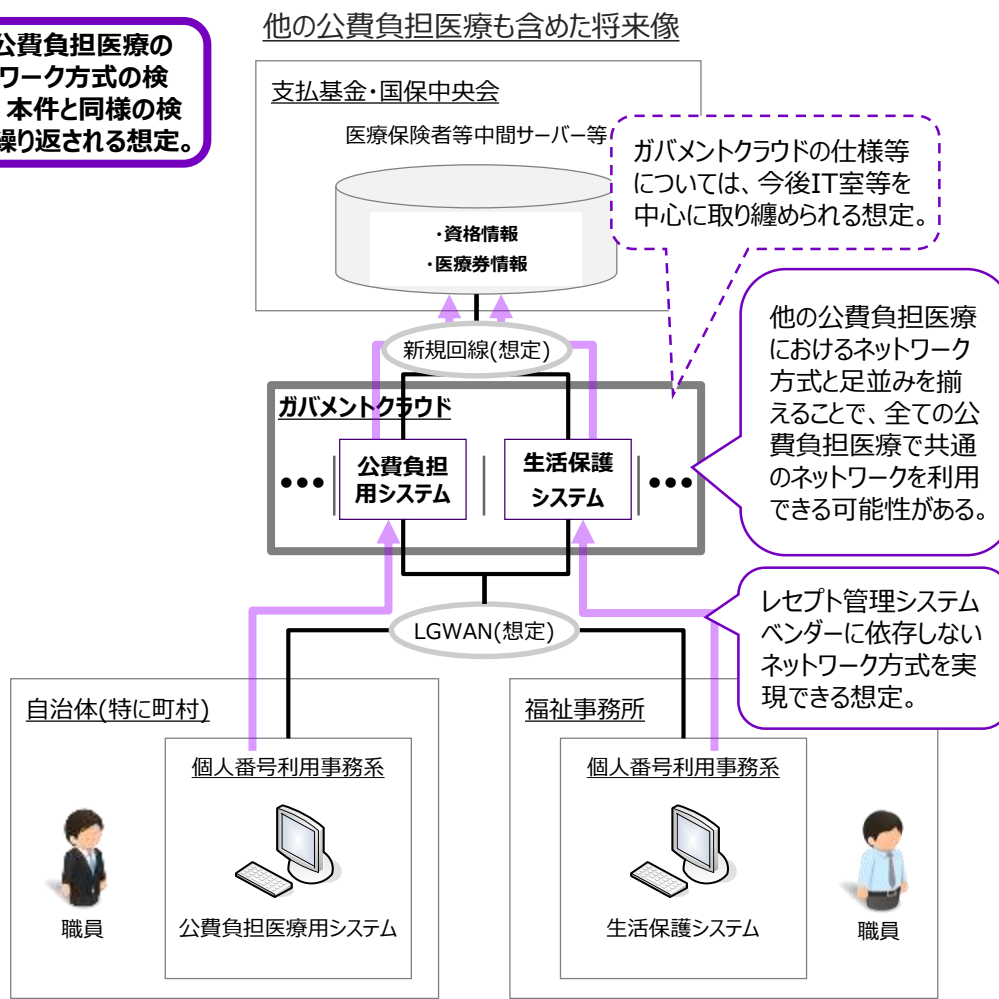 他の公費負担医療も含めた将来像
公費負担医療の
ワーク方式の検
本件と同様の検
繰り返される想定。
支払基金・国保中央会
医療保険者等中間サーバー等
・資格情報
・医療券情報
ガバメントクラウドの仕様等
については、今後IT室等を
中心に取り纏められる想定。
新規回線(想定)
他の公費負担医療
におけるネットワーク
方式と足並みを揃
えることで、全ての公
費負担医療で共通
のネットワークを利用
できる可能性がある。
ガバメントクラウド
•••
公費負担
用システム
生活保護
システム
•••
LGWAN(想定)
レセプト管理システム
ベンダーに依存しない
ネットワーク方式を実
現できる想定。
自治体(特に町村)
個人番号利用事務系
職員
公費負担医療用システム
福祉事務所
個人番号利用事務系
生活保護システム
職員